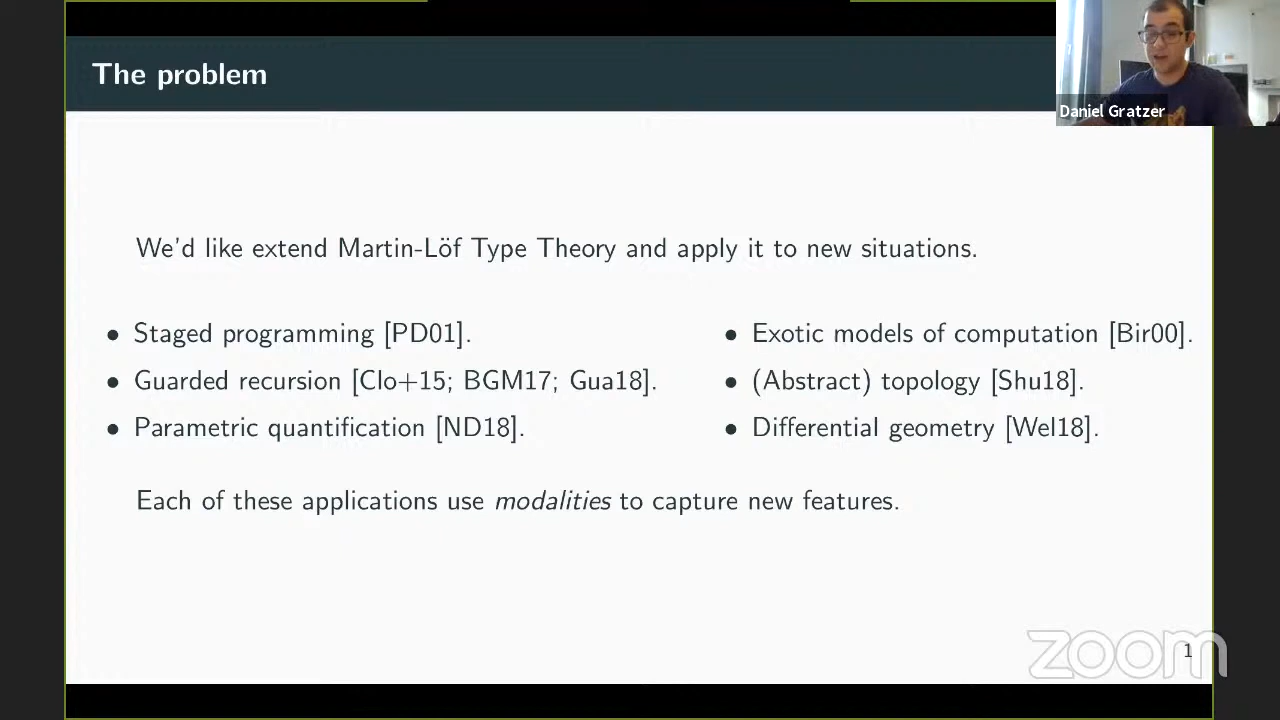 The problem
Daniel Gratzer
We'd like extend Martin-Löf Type Theory and apply it to new situations.
• Staged programming [PD01].
• Guarded recursion [Clo+15; BGM17; Gua18].
• Parametric quantification [ND18].
• Exotic models of computation [Bir00].
• (Abstract) topology [Shu18].
• Differential geometry [Wel18].
Each of these applications use modalities to capture new features.
zoom
1